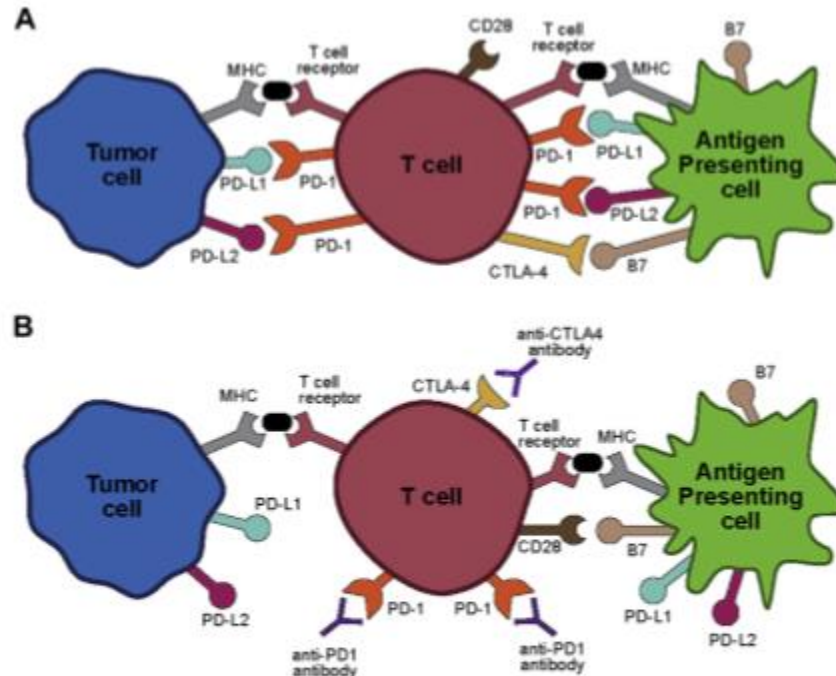 A
CD28
T cell
receptor
B7
MHC
T cell
receptor
MHC
Tumor
cell
T cell
Antigen
Presenting
cell
PD-L1
PD-1
PD-1
PD-L1
PD-L2
PD-1
PD-1
PD-L2
CTLA-4
B7
B
anti-CTLA4
antibody
CTLA-4
B7
MHC
T cell
receptor
T cell
receptor
MHC
Tumor
cell
T cell
Antigen
Presenting
cell
PD-L1
CD28
B7
PD-L2
PD-1
PD-1
PD-L1
PD-L2
anti-PD1
antibody
anti-PD1
antibody